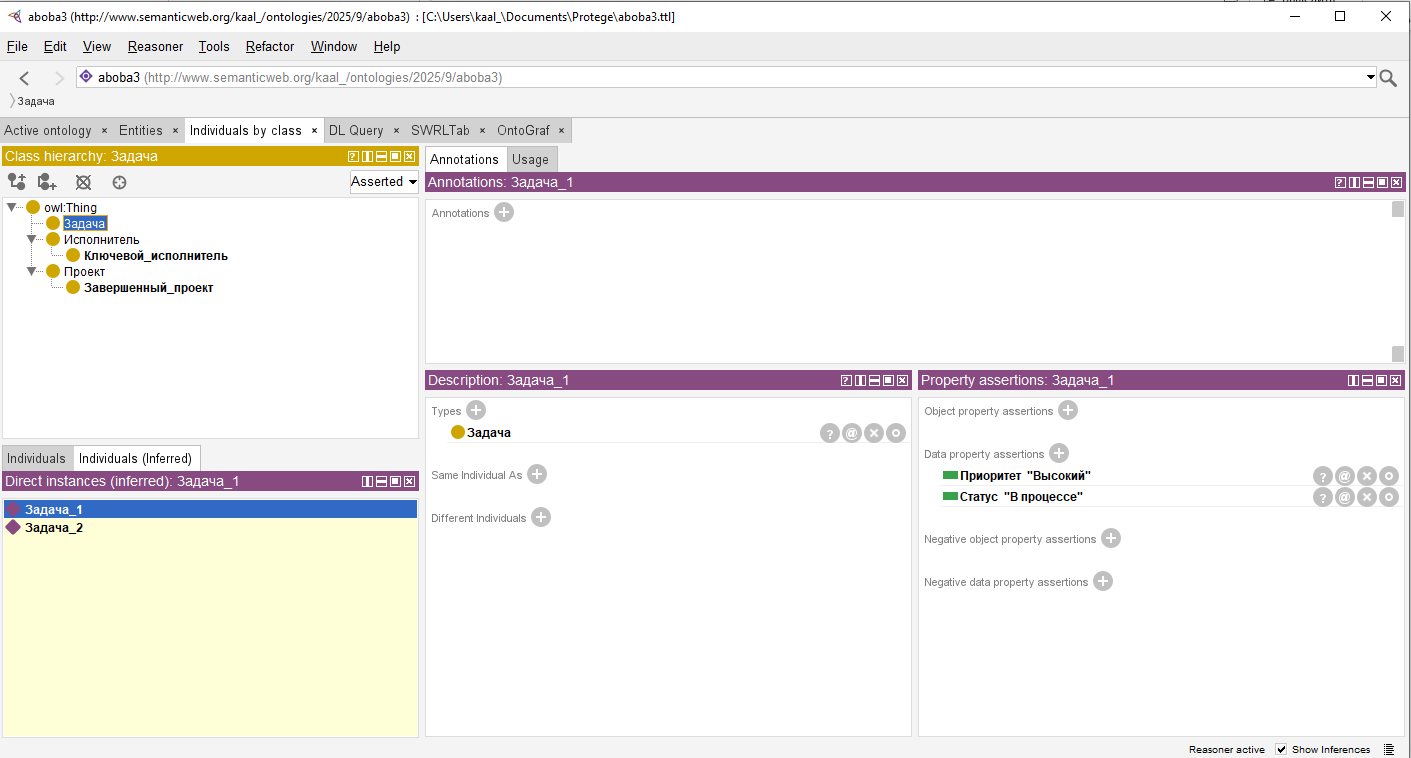 aboba3 (http://www.semanticweb.org/kaal_/ontologies/2025/9/aboba3) : [C:\Users\kaal_\Documents\Protege\aboba3.ttl]
File Edit View Reasoner Tools Refactor Window Help
aboba3 (http://www.semanticweb.org/kaal_/ontologies/2025/9/aboba3)
Задача
Active ontology × Entities × Individuals by class × DL Query × SWRLTab × OntoGraf ×
Class hierarchy: Задача
Asserted
owl:Thing
Задача
Исполнитель
Ключевой_исполнитель
Проект
Завершенный_проект
Individuals Individuals (Inferred)
Direct instances (inferred): Задача_1
Задача_1
Задача_2
Annotations Usage
Annotations: Задача_1
Annotations
Description: Задача_1
Types
Задача
Same Individual As
Different Individuals
Property assertions: Задача_1
Object property assertions
Data property assertions
Приоритет "Высокий"
Статус "В процессе"
Negative object property assertions
Negative data property assertions
Reasoner active Show Inferences